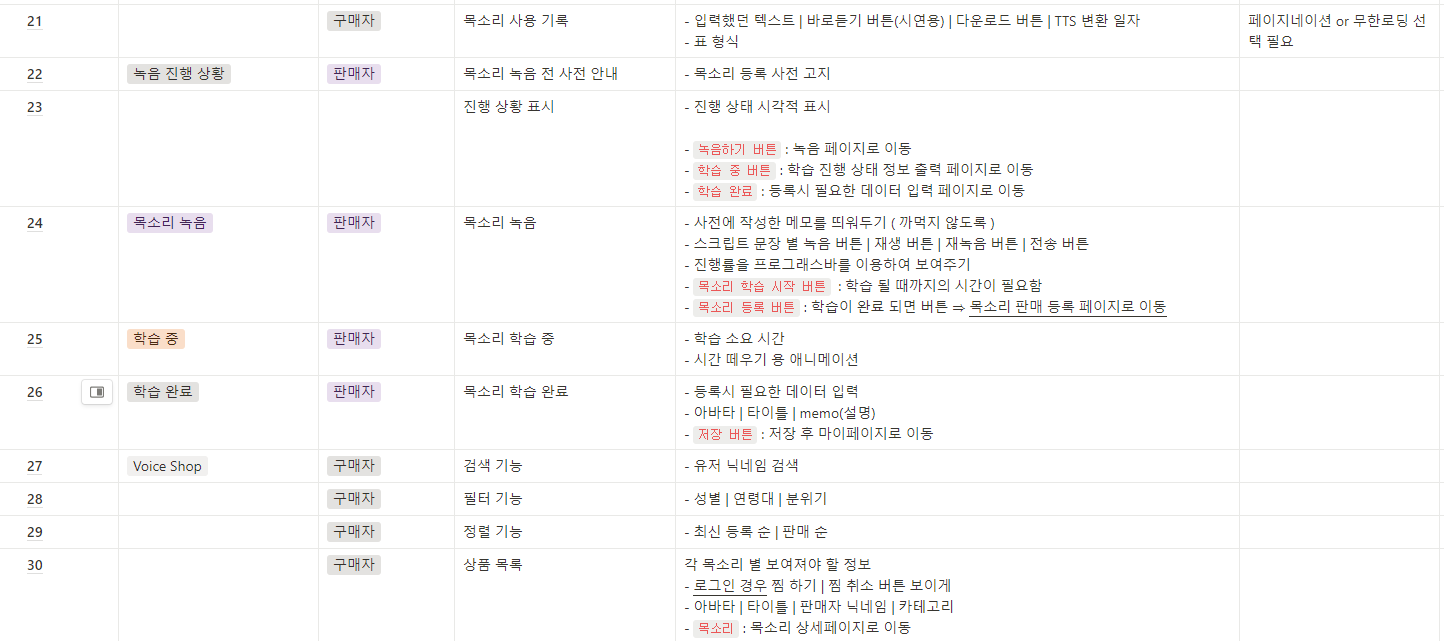 21 구매자 목소리 사용 기록 - 입력했던 텍스트 | 바로듣기 버튼(시연용) | 다운로드 버튼 | TTS 변환 일자 페이지네이션 or 무한로딩 선
- 표 형식 택 필요
22 녹음 진행 상황 판매자 목소리 녹음 전 사전 안내 - 목소리 등록 사전 고지
23 진행 상황 표시 - 진행 상태 시각적 표시
- 녹음하기 버튼 : 녹음 페이지로 이동
- 학습 중 버튼 : 학습 진행 상태 정보 출력 페이지로 이동
- 학습 완료 : 등록시 필요한 데이터 입력 페이지로 이동
24 목소리 녹음 판매자 목소리 녹음 - 사전에 작성한 메모를 띄워두기 ( 까먹지 않도록 )
- 스크립트 문장 별 녹음 버튼 | 재생 버튼 | 재녹음 버튼 | 전송 버튼
- 진행률을 프로그래스바를 이용하여 보여주기
- 목소리 학습 시작 버튼 : 학습 될 때까지의 시간이 필요함
- 목소리 등록 버튼 : 학습이 완료 되면 버튼 ⇒ 목소리 판매 등록 페이지로 이동
25 학습 중 판매자 목소리 학습 중 - 학습 소요 시간
- 시간 떼우기 용 애니메이션
26 학습 완료 판매자 목소리 학습 완료 - 등록시 필요한 데이터 입력
- 아바타 | 타이틀 | memo(설명)
- 저장 버튼 : 저장 후 마이페이지로 이동
27 Voice Shop 구매자 검색 기능 - 유저 닉네임 검색
28 구매자 필터 기능 - 성별 | 연령대 | 분위기
29 구매자 정렬 기능 - 최신 등록 순 | 판매 순
30 구매자 상품 목록 각 목소리 별 보여져야 할 정보
- 로그인 경우 찜 하기 | 찜 취소 버튼 보이게
- 아바타 | 타이틀 | 판매자 닉네임 | 카테고리
- 목소리 : 목소리 상세페이지로 이동